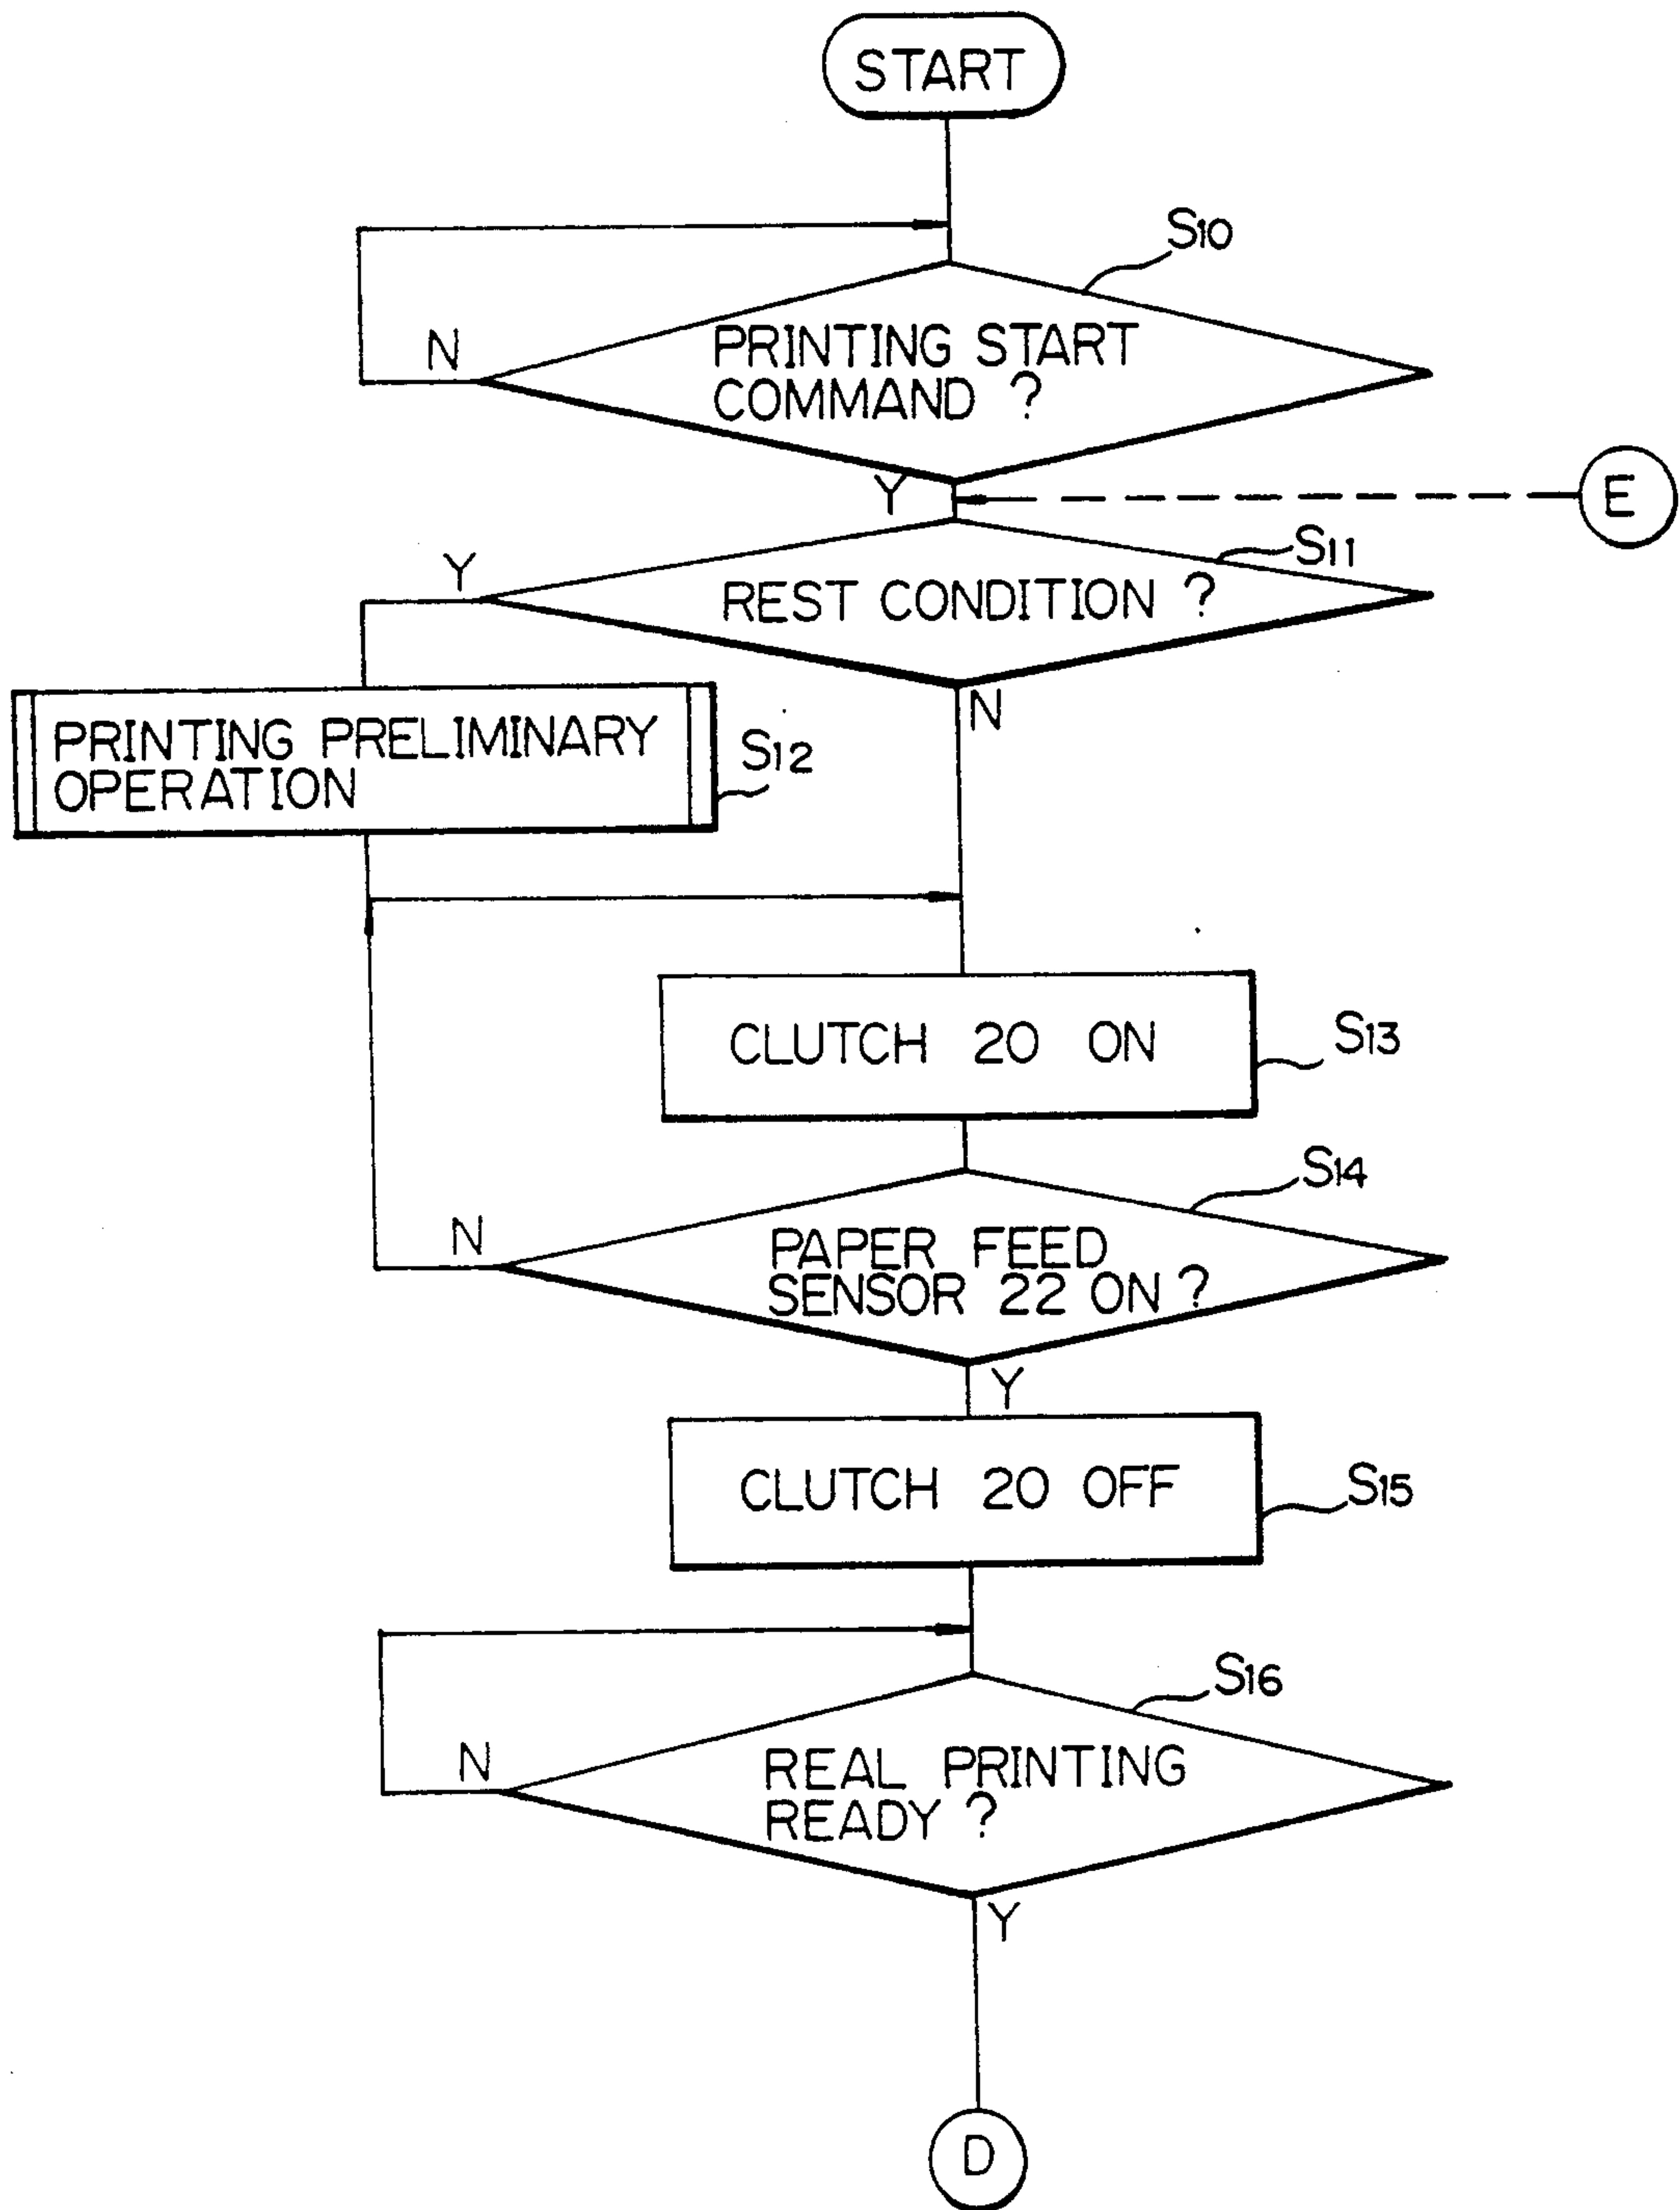 START
S10
N
PRINTING START
COMMAND ?
Y
E
S11
Y
REST CONDITION ?
N
PRINTING PRELIMINARY
OPERATION
S12
CLUTCH 20 ON
S13
S14
N
PAPER FEED
SENSOR 22 ON ?
Y
CLUTCH 20 OFF
S15
S16
N
REAL PRINTING
READY ?
Y
D